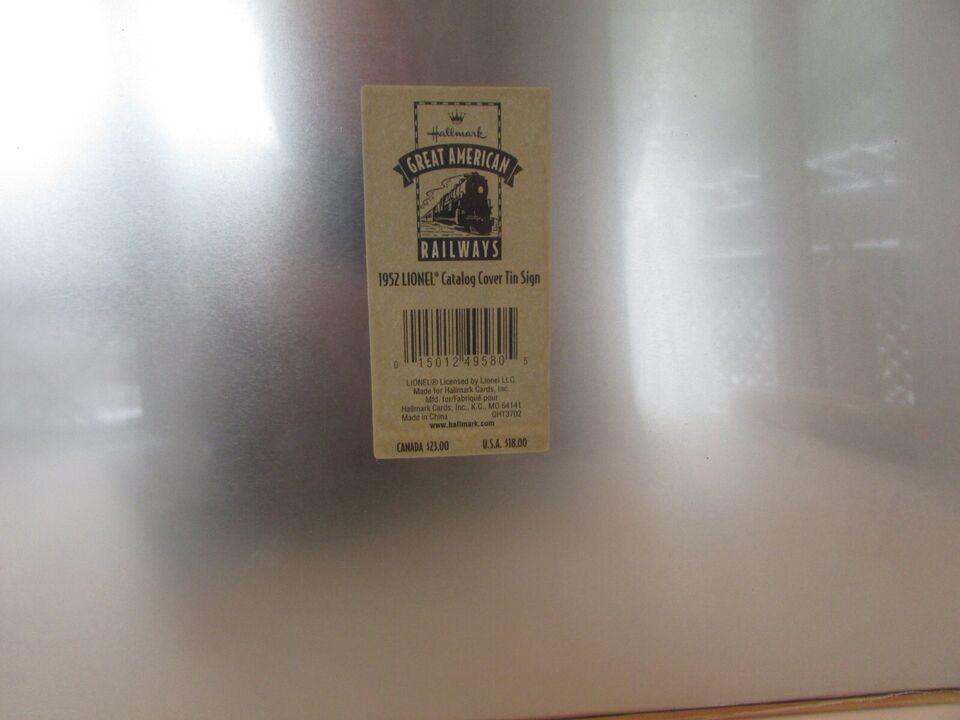 Hallmark
GREAT AMERICAN
RAILWAYS
1952 LIONEL® Catalog Cover Tin Sign
0 15012 49580 5
LIONEL® Licensed by Lionel LLC.
Made for Hallmark Cards, Inc.
Mfd. for/Fabriqué pour
Hallmark Cards, Inc., K.C., MO 64141
Made in China QHT3702
www.hallmark.com
CANADA $23.00 U.S.A. $18.00